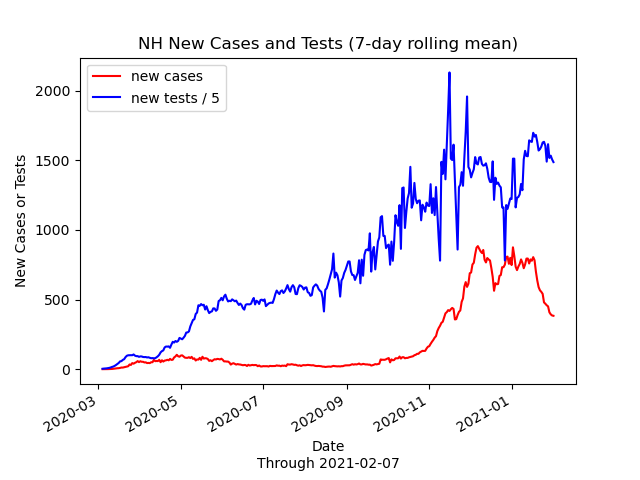 NH New Cases and Tests (7-day rolling mean)
new cases
new tests / 5
New Cases or Tests
2000
1500
1000
500
0
2020-03
2020-05
2020-07
2020-09
2020-11
2021-01
Date
Through 2021-02-07